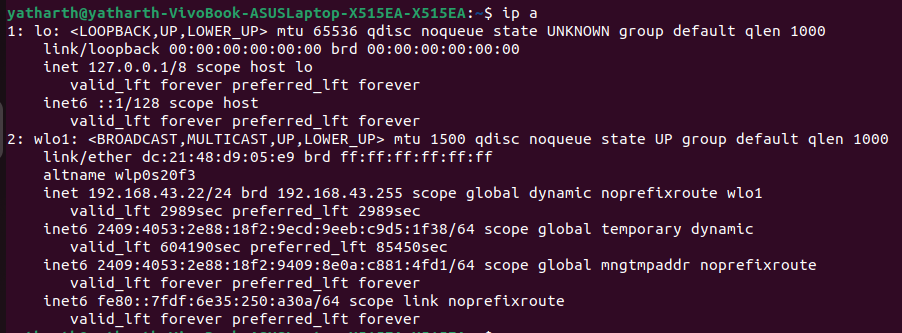 yatharth@yatharth-VivoBook-ASUSLaptop-X515EA-X515EA:~$ ip a
1: lo: <LOOPBACK,UP,LOWER_UP> mtu 65536 qdisc noqueue state UNKNOWN group default qlen 1000
    link/loopback 00:00:00:00:00:00 brd 00:00:00:00:00:00
    inet 127.0.0.1/8 scope host lo
       valid_lft forever preferred_lft forever
    inet6 ::1/128 scope host
       valid_lft forever preferred_lft forever
2: wlo1: <BROADCAST,MULTICAST,UP,LOWER_UP> mtu 1500 qdisc noqueue state UP group default qlen 1000
    link/ether dc:21:48:d9:05:e9 brd ff:ff:ff:ff:ff:ff
    altname wlp0s20f3
    inet 192.168.43.22/24 brd 192.168.43.255 scope global dynamic noprefixroute wlo1
       valid_lft 2989sec preferred_lft 2989sec
    inet6 2409:4053:2e88:18f2:9ecd:9eeb:c9d5:1f38/64 scope global temporary dynamic
       valid_lft 604190sec preferred_lft 85450sec
    inet6 2409:4053:2e88:18f2:9409:8e0a:c881:4fd1/64 scope global mngtmpaddr noprefixroute
       valid_lft forever preferred_lft forever
    inet6 fe80::7fdf:6e35:250:a30a/64 scope link noprefixroute
       valid_lft forever preferred_lft forever